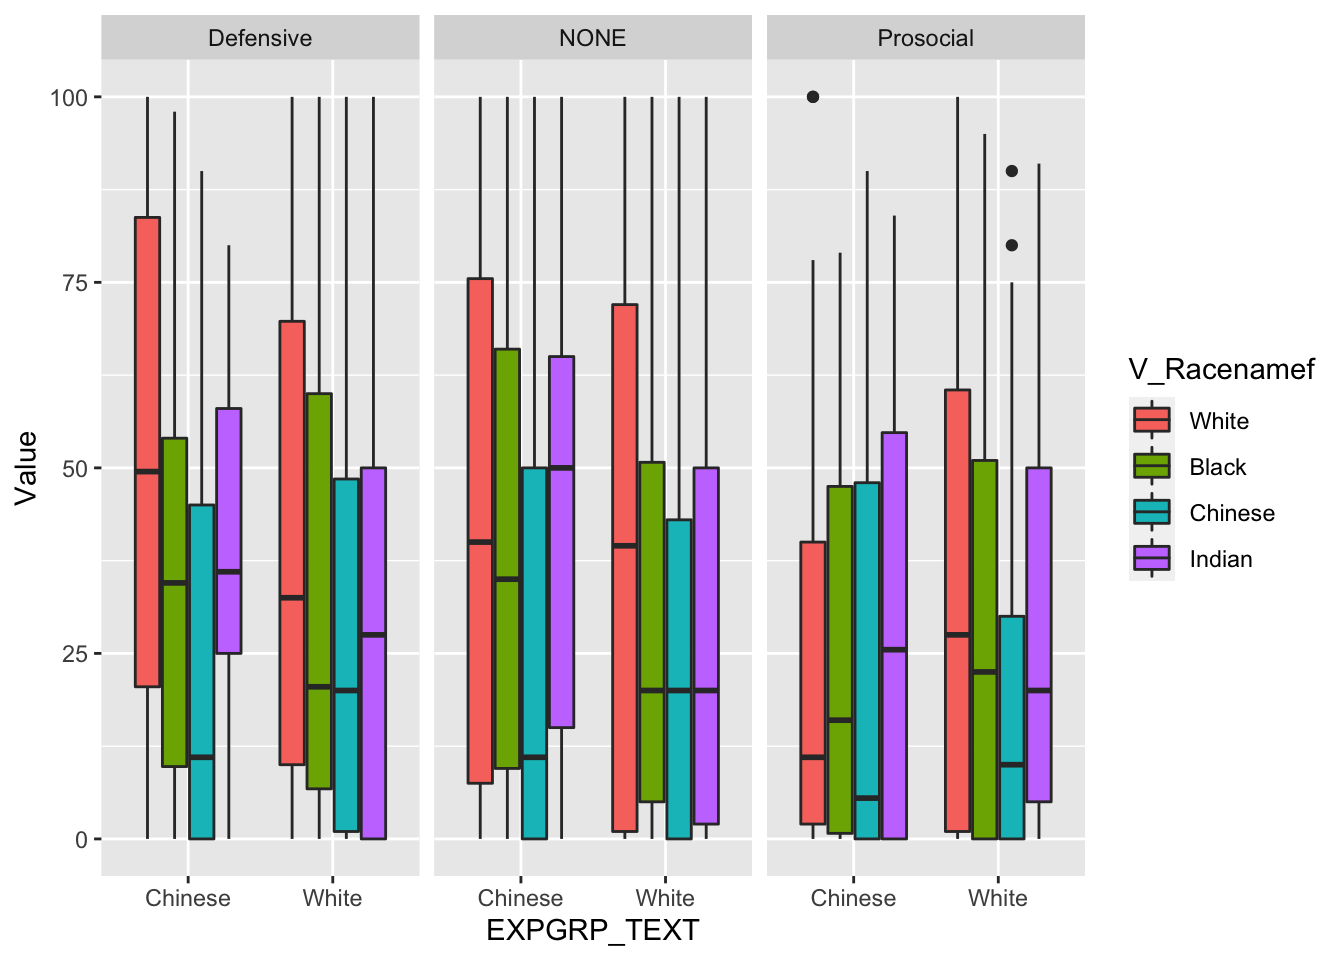 Defensive NONE Prosocial
100
75
50
25
0
Value
Chinese White Chinese White Chinese White
EXPGRP_TEXT
V_Racenamef
White
Black
Chinese
Indian